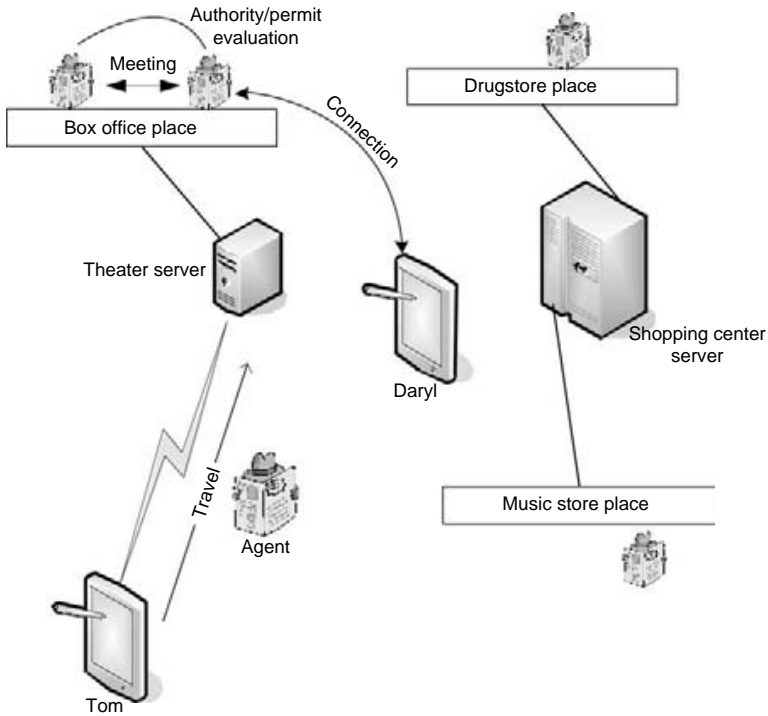 Authority/permit
evaluation
Meeting
Box office place
Connection
Drugstore place
Theater server
Shopping center
server
Daryl
Travel
Agent
Music store place
Tom